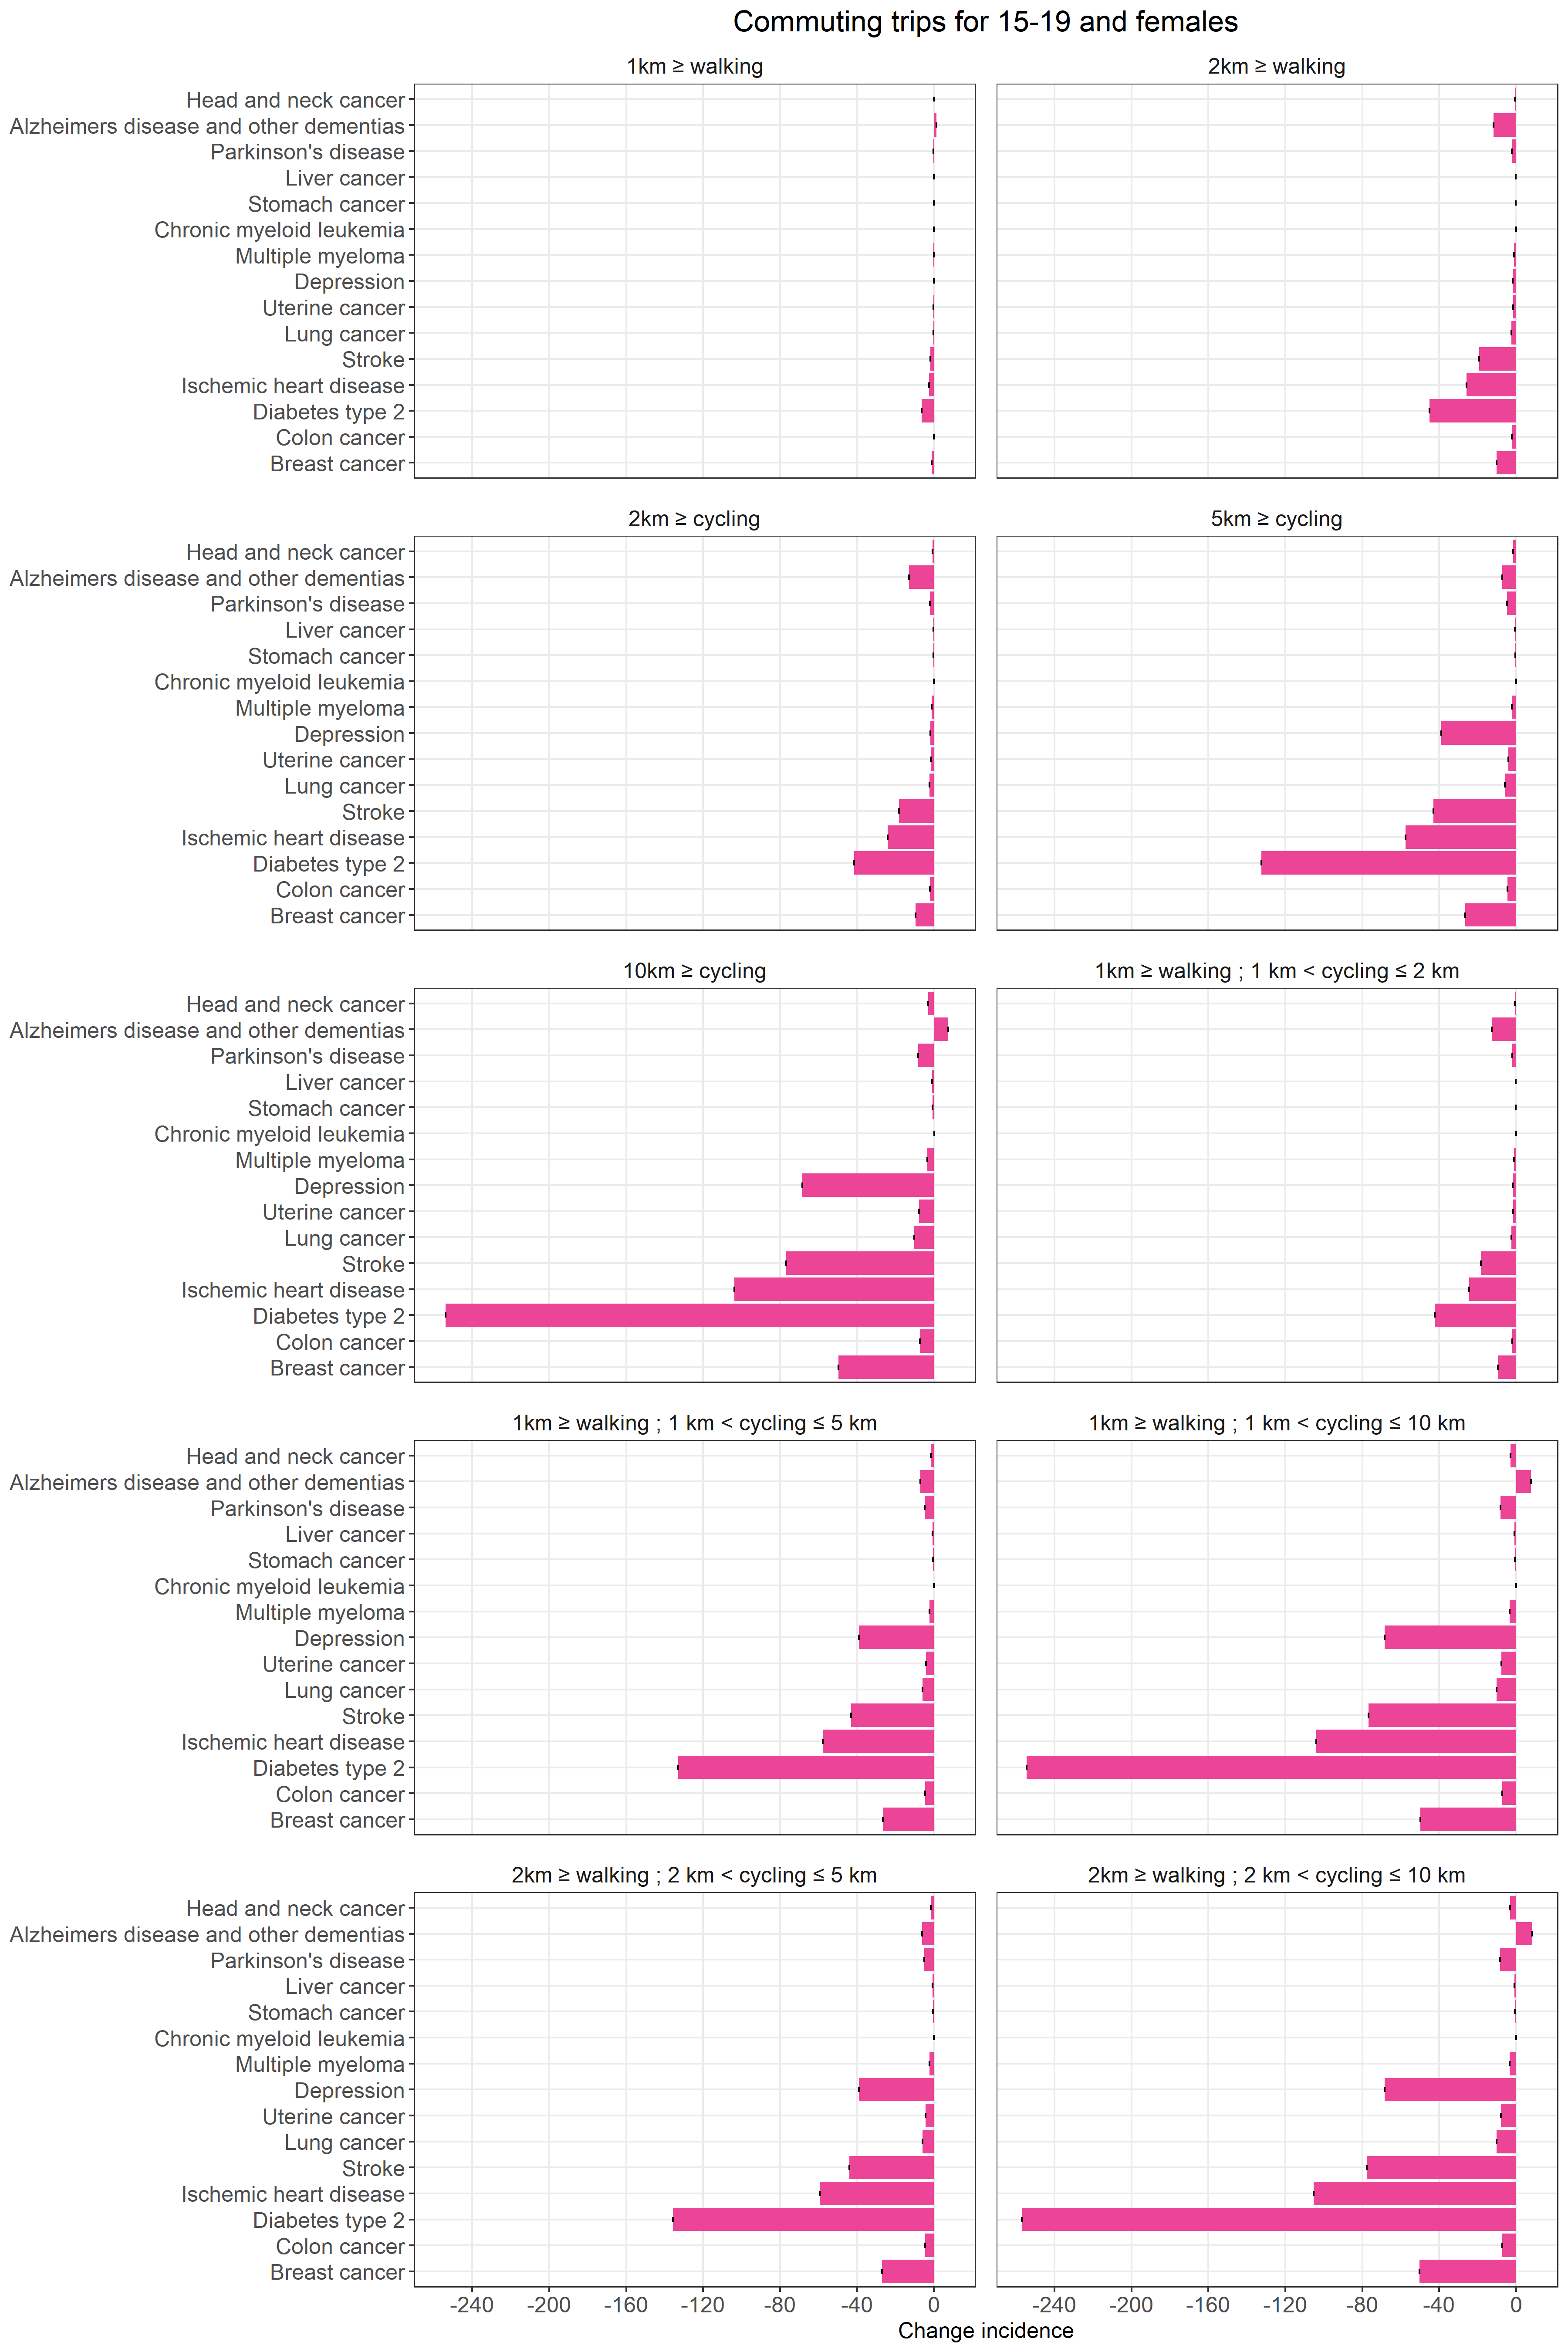 Commuting trips for 15-19 and females
1km ≥ walking
2km ≥ walking
Head and neck cancer
Alzheimers disease and other dementias
Parkinson's disease
Liver cancer
Stomach cancer
Chronic myeloid leukemia
Multiple myeloma
Depression
Uterine cancer
Lung cancer
Stroke
Ischemic heart disease
Diabetes type 2
Colon cancer
Breast cancer
2km ≥ cycling
5km ≥ cycling
Head and neck cancer
Alzheimers disease and other dementias
Parkinson's disease
Liver cancer
Stomach cancer
Chronic myeloid leukemia
Multiple myeloma
Depression
Uterine cancer
Lung cancer
Stroke
Ischemic heart disease
Diabetes type 2
Colon cancer
Breast cancer
10km ≥ cycling
1km ≥ walking ; 1 km < cycling ≤ 2 km
Head and neck cancer
Alzheimers disease and other dementias
Parkinson's disease
Liver cancer
Stomach cancer
Chronic myeloid leukemia
Multiple myeloma
Depression
Uterine cancer
Lung cancer
Stroke
Ischemic heart disease
Diabetes type 2
Colon cancer
Breast cancer
1km ≥ walking ; 1 km < cycling ≤ 5 km
1km ≥ walking ; 1 km < cycling ≤ 10 km
Head and neck cancer
Alzheimers disease and other dementias
Parkinson's disease
Liver cancer
Stomach cancer
Chronic myeloid leukemia
Multiple myeloma
Depression
Uterine cancer
Lung cancer
Stroke
Ischemic heart disease
Diabetes type 2
Colon cancer
Breast cancer
2km ≥ walking ; 2 km < cycling ≤ 5 km
2km ≥ walking ; 2 km < cycling ≤ 10 km
Head and neck cancer
Alzheimers disease and other dementias
Parkinson's disease
Liver cancer
Stomach cancer
Chronic myeloid leukemia
Multiple myeloma
Depression
Uterine cancer
Lung cancer
Stroke
Ischemic heart disease
Diabetes type 2
Colon cancer
Breast cancer
-240 -200 -160 -120 -80 -40 0
-240 -200 -160 -120 -80 -40 0
Change incidence